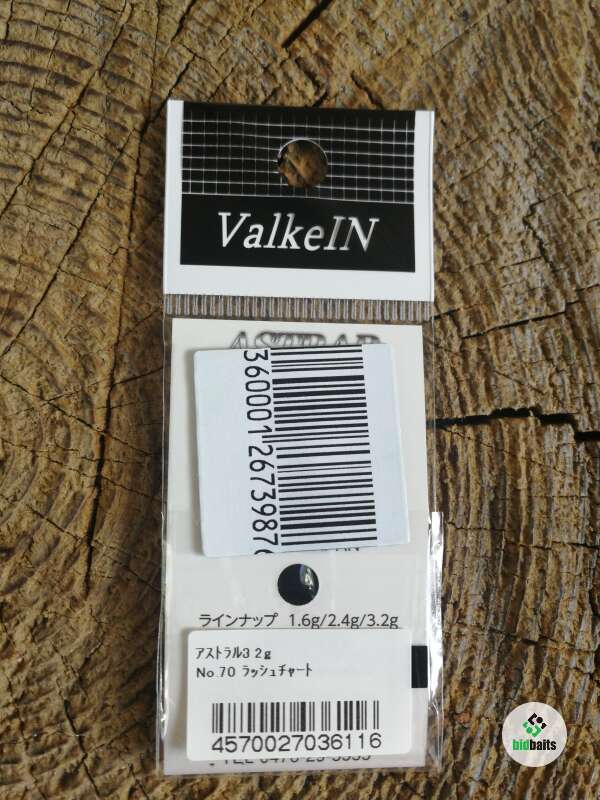 ValkeIN
3600012673987
ラインナップ 1.6g/2.4g/3.2g
アストラル3 2g
No.70 ラッシュチャート
4570027036116
bidbaits